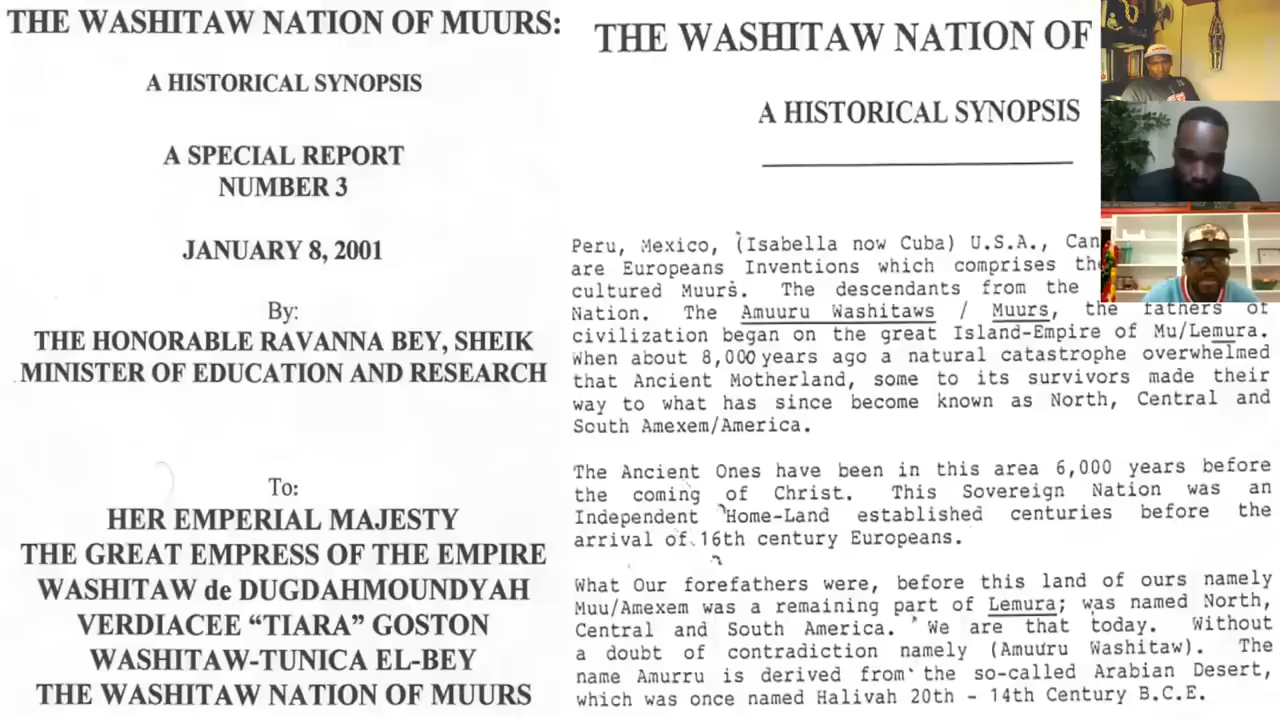 THE WASHITAW NATION OF MUURS:
A HISTORICAL SYNOPSIS
A SPECIAL REPORT
NUMBER 3
JANUARY 8, 2001
By:
THE HONORABLE RAVANNA BEY, SHEIK
MINISTER OF EDUCATION AND RESEARCH
To:
HER EMPERIAL MAJESTY
THE GREAT EMPRESS OF THE EMPIRE
WASHITAW de DUGDAHMOUNDYAH
VERDIACEE “TIARA” GOSTON
WASHITAW-TUNICA EL-BEY
THE WASHITAW NATION OF MUURS
THE WASHITAW NATION OF
A HISTORICAL SYNOPSIS
Peru, Mexico, (Isabella now Cuba) U.S.A., Can
are Europeans Inventions which comprises th
cultured Muurs. The descendants from the
Nation. The Amuuru Washitaws / Muurs, the fathers of
civilization began on the great Island-Empire of Mu/Lemura.
When about 8,000 years ago a natural catastrophe overwhelmed
that Ancient Motherland, some to its survivors made their
way to what has since become known as North, Central and
South Amexem/America.
The Ancient Ones have been in this area 6,000 years before
the coming of Christ. This Sovereign Nation was an
Independent Home-Land established centuries before the
arrival of 16th century Europeans.
What Our forefathers were, before this land of ours namely
Muu/Amexem was a remaining part of Lemura; was named North,
Central and South America. We are that today. Without
a doubt of contradiction namely (Amuuru Washitaw). The
name Amurru is derived from the so-called Arabian Desert,
which was once named Halivah 20th - 14th Century B.C.E.